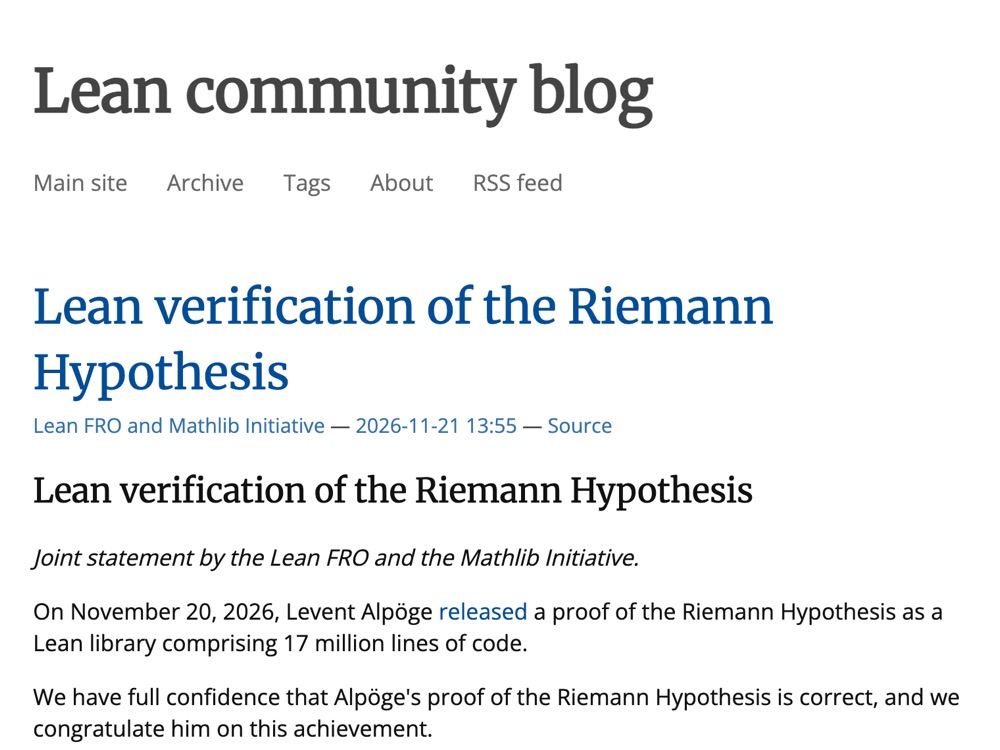 Lean community blog
Main site Archive Tags About RSS feed
Lean verification of the Riemann
Hypothesis
Lean FRO and Mathlib Initiative — 2026-11-21 13:55 — Source
Lean verification of the Riemann Hypothesis
Joint statement by the Lean FRO and the Mathlib Initiative.
On November 20, 2026, Levent Alpöge released a proof of the Riemann Hypothesis as a
Lean library comprising 17 million lines of code.
We have full confidence that Alpöge's proof of the Riemann Hypothesis is correct, and we
congratulate him on this achievement.